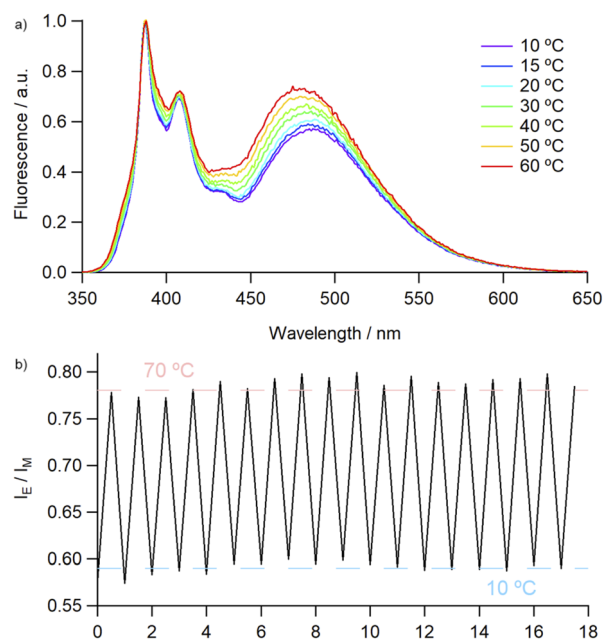 a)
Fluorescence / a.u.
1.0
0.8
0.6
0.4
0.2
0.0
10 ºC
15 ºC
20 ºC
30 ºC
40 ºC
50 ºC
60 ºC
350 400 450 500 550 600 650
Wavelength / nm
b)
I_E / I_M
0.80
0.75
0.70
0.65
0.60
0.55
70 ºC
10 ºC
0 2 4 6 8 10 12 14 16 18